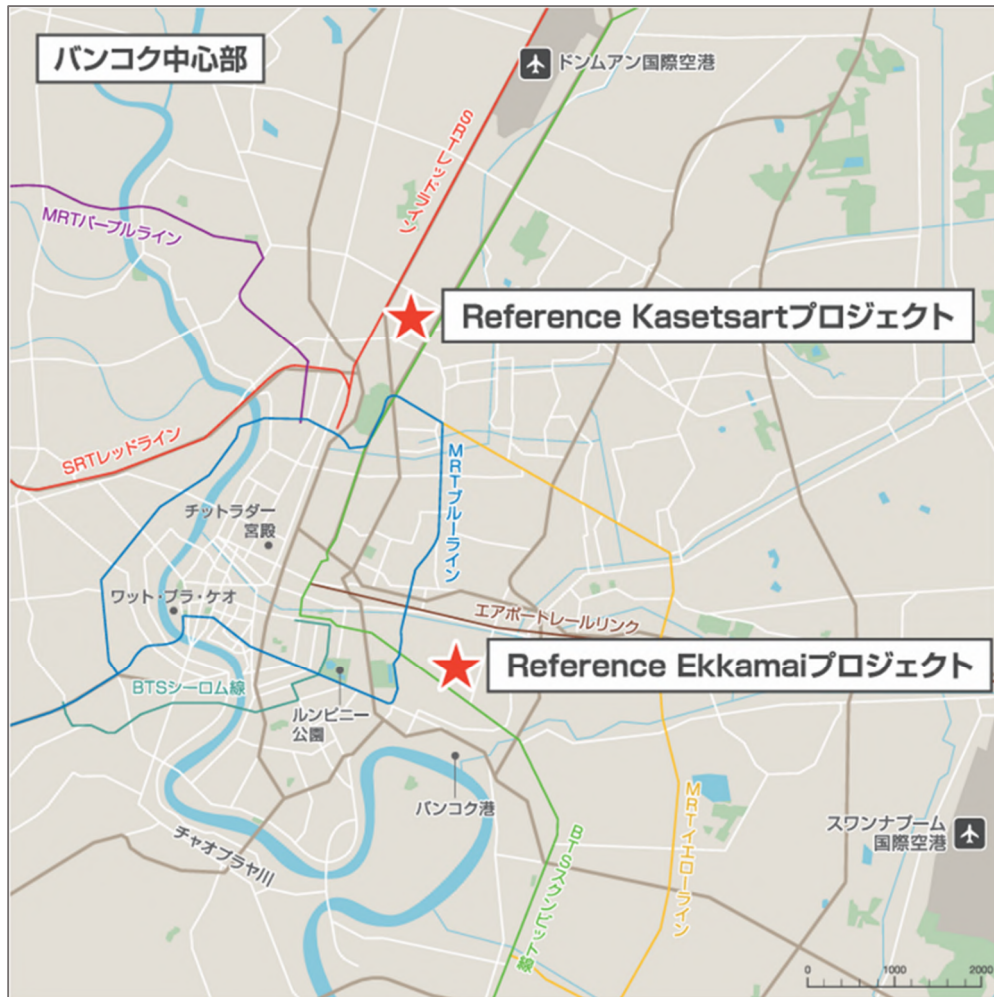 バンコク中心部
ドンムアン国際空港
SRTレッドライン
MRTパープルライン
Reference Kasetsartプロジェクト
SRTレッドライン
MRTブルーライン
チットラダー
宮殿
ワット・プラ・ケオ
エアポートレールリンク
Reference Ekkamaiプロジェクト
BTSシーロム線
ルンピニー
公園
バンコク港
MRTイエローライン
スワンナプーム
国際空港
チャオプラヤ川
BTSスクンビット線
0 1000 2000